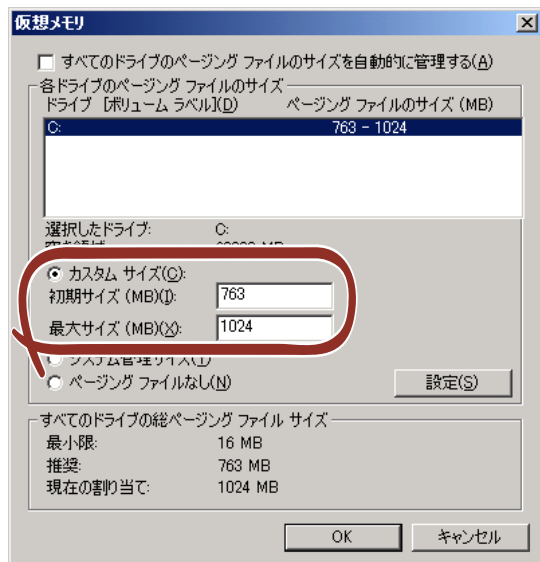 仮想メモリ
すべてのドライブのページング ファイルのサイズを自動的に管理する(A)
各ドライブのページング ファイルのサイズ
ドライブ [ボリューム ラベル](D) ページング ファイルのサイズ (MB)
C: 763 - 1024
選択したドライブ: C:
カスタム サイズ(C):
初期サイズ (MB)(I): 763
最大サイズ (MB)(X): 1024
システム管理サイズ(Y)
ページング ファイルなし(N) 設定(S)
すべてのドライブの総ページング ファイル サイズ
最小限: 16 MB
推奨: 763 MB
現在の割り当て: 1024 MB
OK キャンセル